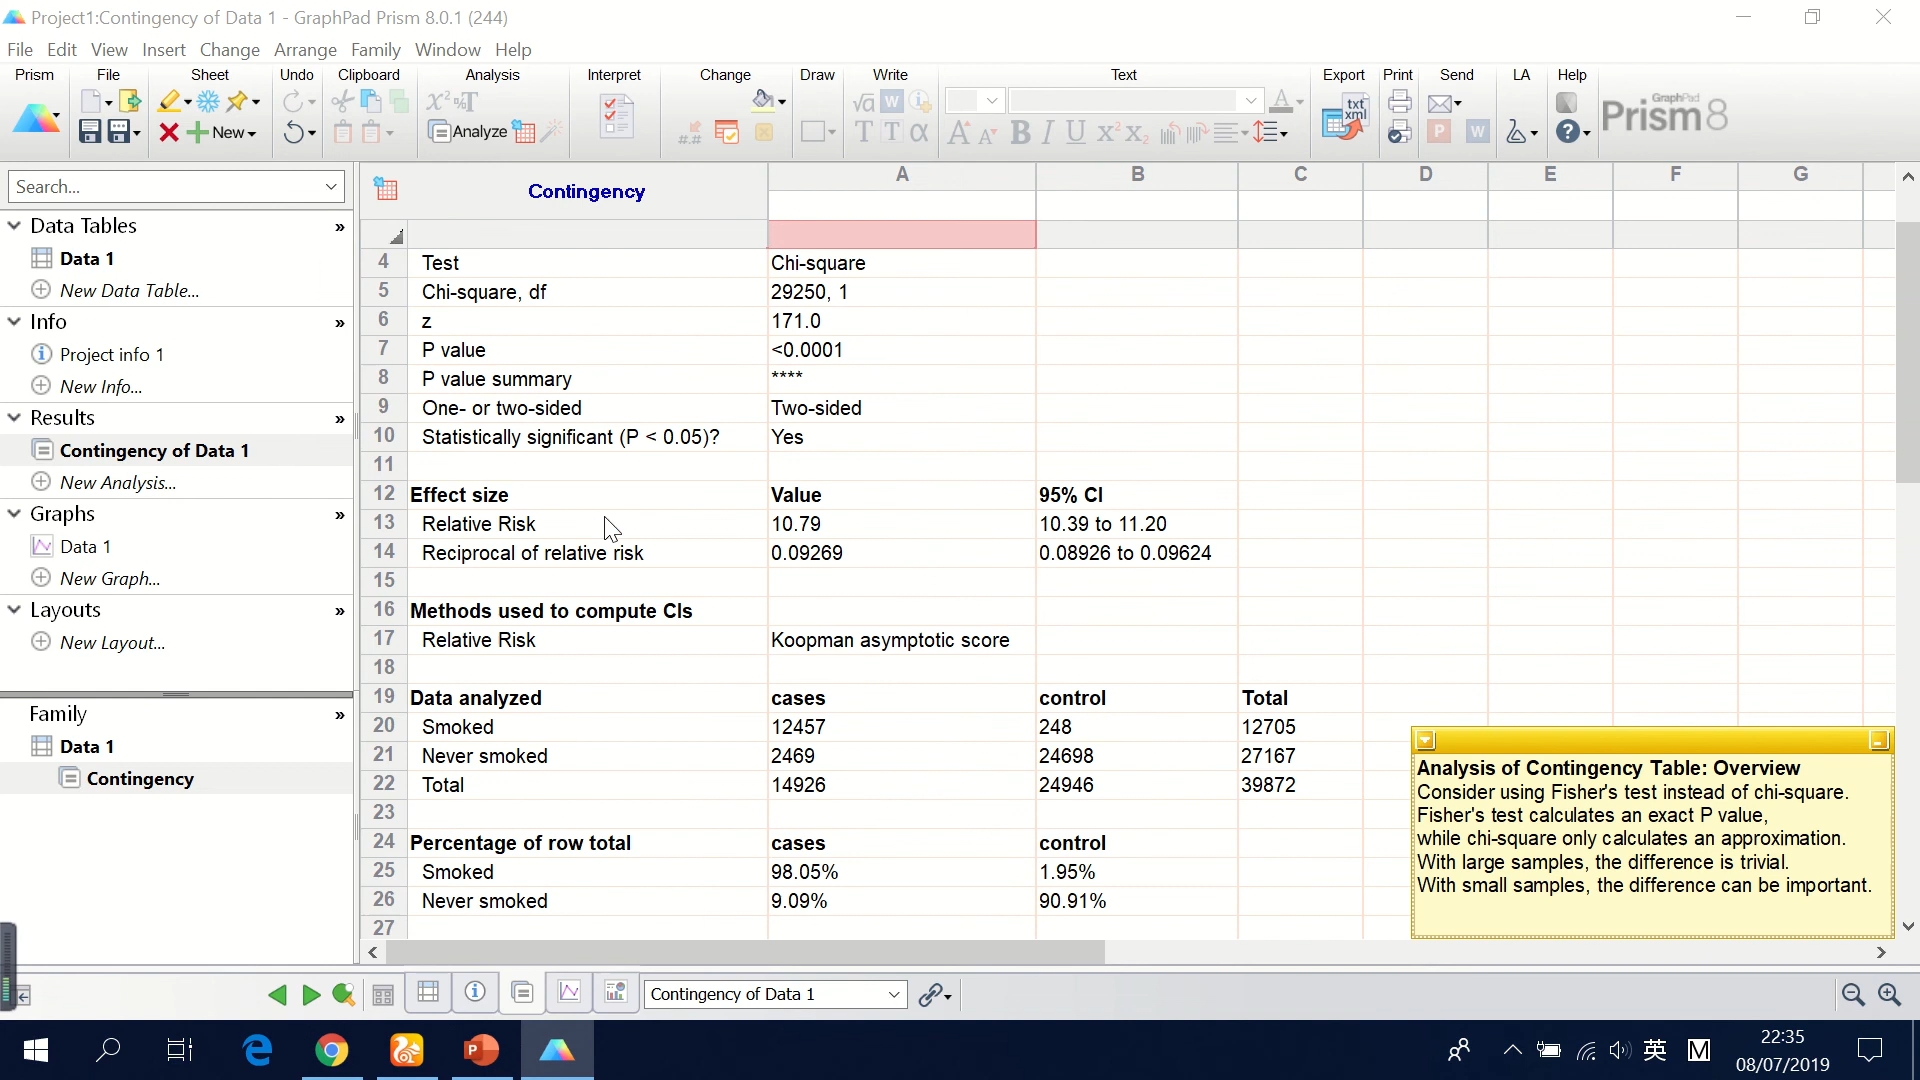 Project1:Contingency of Data 1 - GraphPad Prism 8.0.1 (244)
File Edit View Insert Change Arrange Family Window Help
Prism File Sheet Undo Clipboard Analysis Interpret Change Draw Write Text Export Print Send LA Help
New
Analyze
txt
xml
GraphPad
Prism 8
Search...
Data Tables
Data 1
New Data Table...
Info
Project info 1
New Info...
Results
Contingency of Data 1
New Analysis...
Graphs
Data 1
New Graph...
Layouts
New Layout...
Family
Data 1
Contingency
Contingency A B C D E F G
4 Test Chi-square
5 Chi-square, df 29250, 1
6 z 171.0
7 P value <0.0001
8 P value summary ****
9 One- or two-sided Two-sided
10 Statistically significant (P < 0.05)? Yes
11
12 Effect size Value 95% CI
13 Relative Risk 10.79 10.39 to 11.20
14 Reciprocal of relative risk 0.09269 0.08926 to 0.09624
15
16 Methods used to compute CIs
17 Relative Risk Koopman asymptotic score
18
19 Data analyzed cases control Total
20 Smoked 12457 248 12705
21 Never smoked 2469 24698 27167
22 Total 14926 24946 39872
23
24 Percentage of row total cases control
25 Smoked 98.05% 1.95%
26 Never smoked 9.09% 90.91%
27
Analysis of Contingency Table: Overview
Consider using Fisher's test instead of chi-square.
Fisher's test calculates an exact P value,
while chi-square only calculates an approximation.
With large samples, the difference is trivial.
With small samples, the difference can be important.
Contingency of Data 1
英 M
22:35
08/07/2019